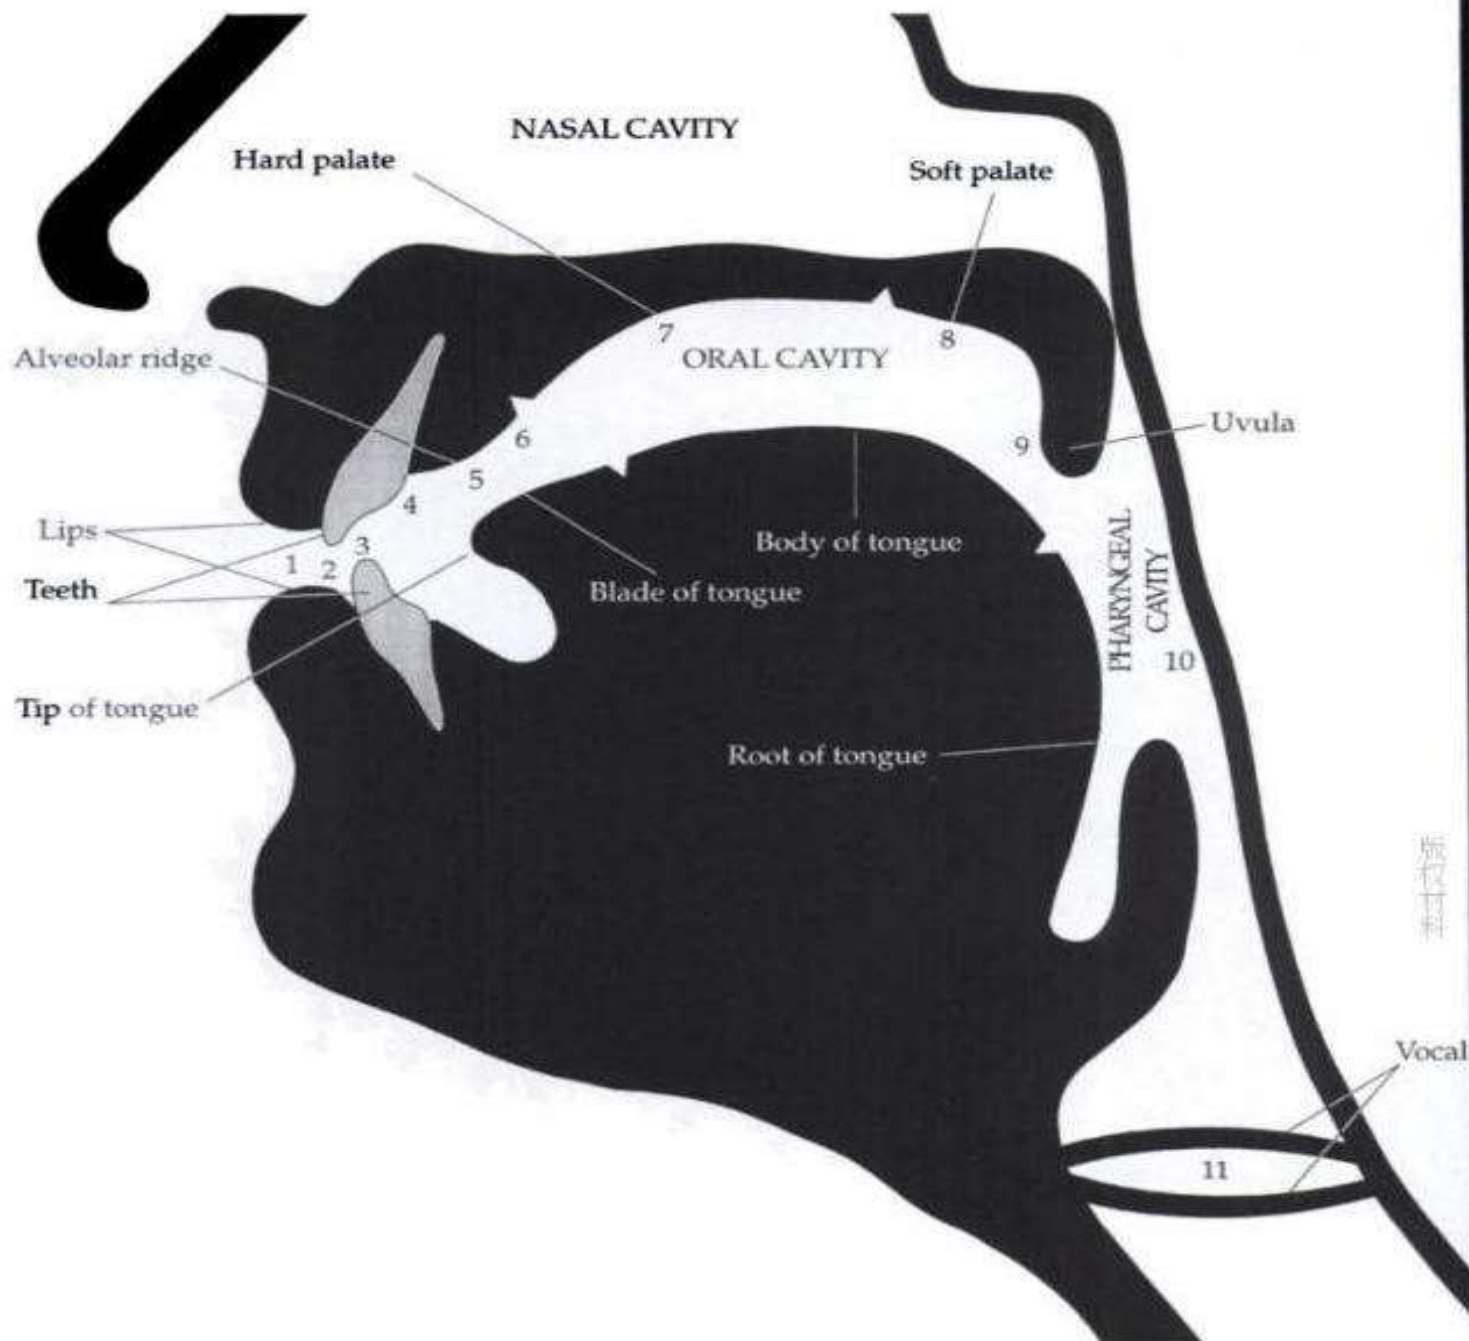 NASAL CAVITY
Hard palate
Soft palate
7
8
Alveolar ridge
ORAL CAVITY
Uvula
6
9
5
4
Lips
Body of tongue
PHARYNGEAL
CAVITY
1
2
3
Teeth
Blade of tongue
10
Tip of tongue
Root of tongue
Vocal
11